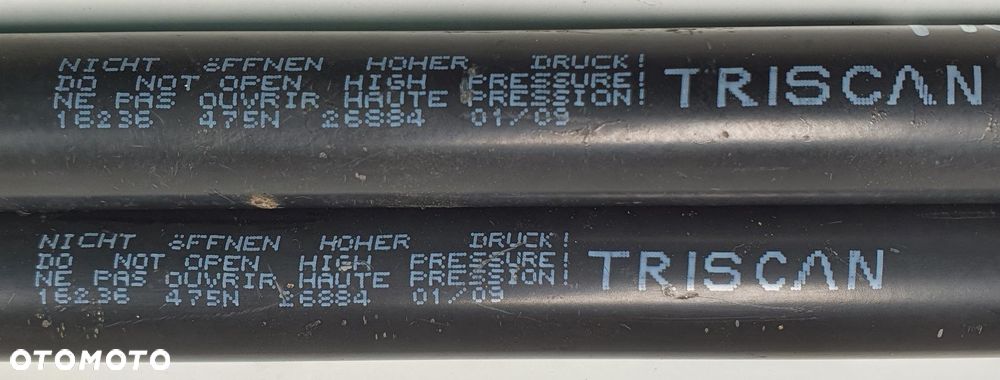 NICHT ÖFFNEN HOHER DRUCK!
DO NOT OPEN HIGH PRESSURE!
NE PAS OUVRIR HAUTE PRESSION!
16236 475N 26884 01/09
TRISCAN
NICHT ÖFFNEN HOHER DRUCK!
DO NOT OPEN HIGH PRESSURE!
NE PAS OUVRIR HAUTE PRESSION!
16236 475N 26884 01/09
TRISCAN
OTOMOTO